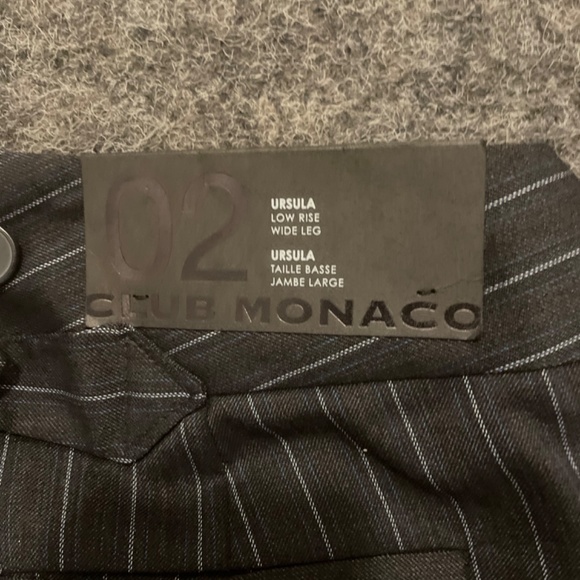 02
URSULA
LOW RISE
WIDE LEG
URSULA
TAILLE BASSE
JAMBE LARGE
CLUB MONACO